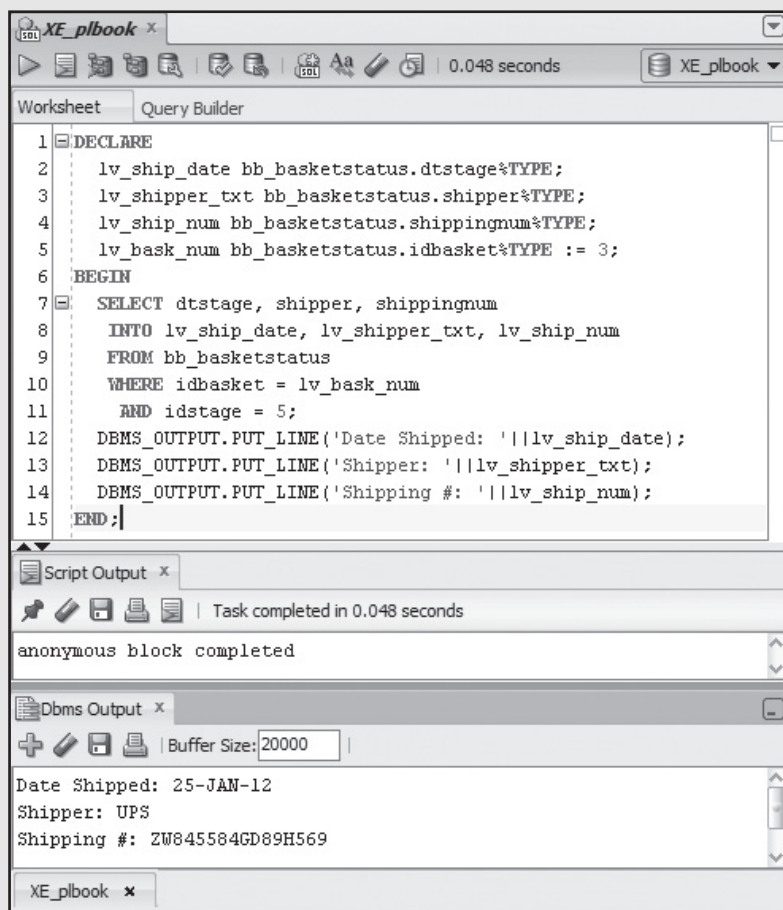 XE_plbook
0.048 seconds
XE_plbook
Worksheet
Query Builder
1 DECLARE
2 lv_ship_date bb_basketstatus.dtstage%TYPE;
3 lv_shipper_txt bb_basketstatus.shipper%TYPE;
4 lv_ship_num bb_basketstatus.shippingnum%TYPE;
5 lv_bask_num bb_basketstatus.idbasket%TYPE := 3;
6 BEGIN
7 SELECT dtstage, shipper, shippingnum
8 INTO lv_ship_date, lv_shipper_txt, lv_ship_num
9 FROM bb_basketstatus
10 WHERE idbasket = lv_bask_num
11 AND idstage = 5;
12 DBMS_OUTPUT.PUT_LINE('Date Shipped: '||lv_ship_date);
13 DBMS_OUTPUT.PUT_LINE('Shipper: '||lv_shipper_txt);
14 DBMS_OUTPUT.PUT_LINE('Shipping #: '||lv_ship_num);
15 END;
Script Output
Task completed in 0.048 seconds
anonymous block completed
Dbms Output
Buffer Size: 20000
Date Shipped: 25-JAN-12
Shipper: UPS
Shipping #: ZW845584GD89H569
XE_plbook